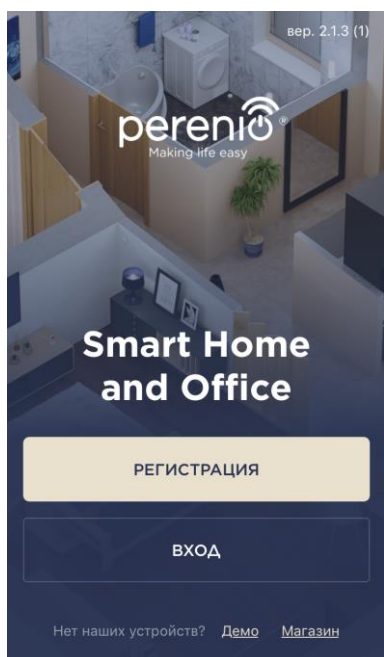 вер. 2.1.3 (1)
perenio®
Making life easy
Smart Home
and Office
РЕГИСТРАЦИЯ
ВХОД
Нет наших устройств? Демо Магазин